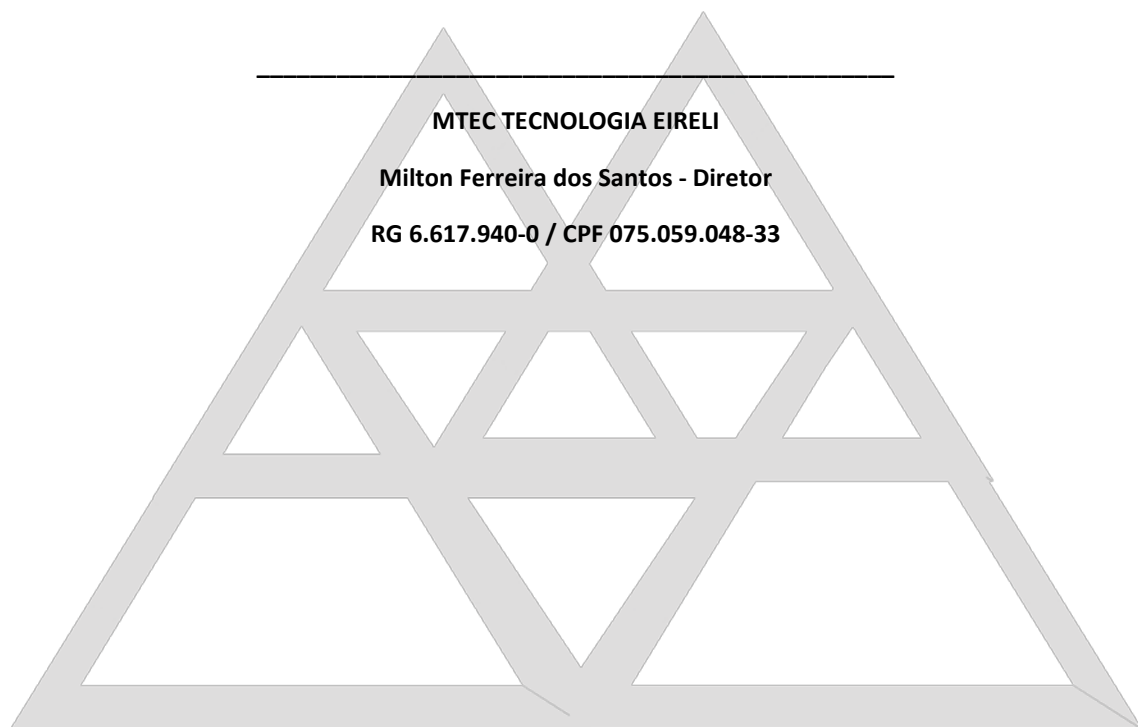 MTEC TECNOLOGIA EIRELI
Milton Ferreira dos Santos - Diretor
RG 6.617.940-0 / CPF 075.059.048-33